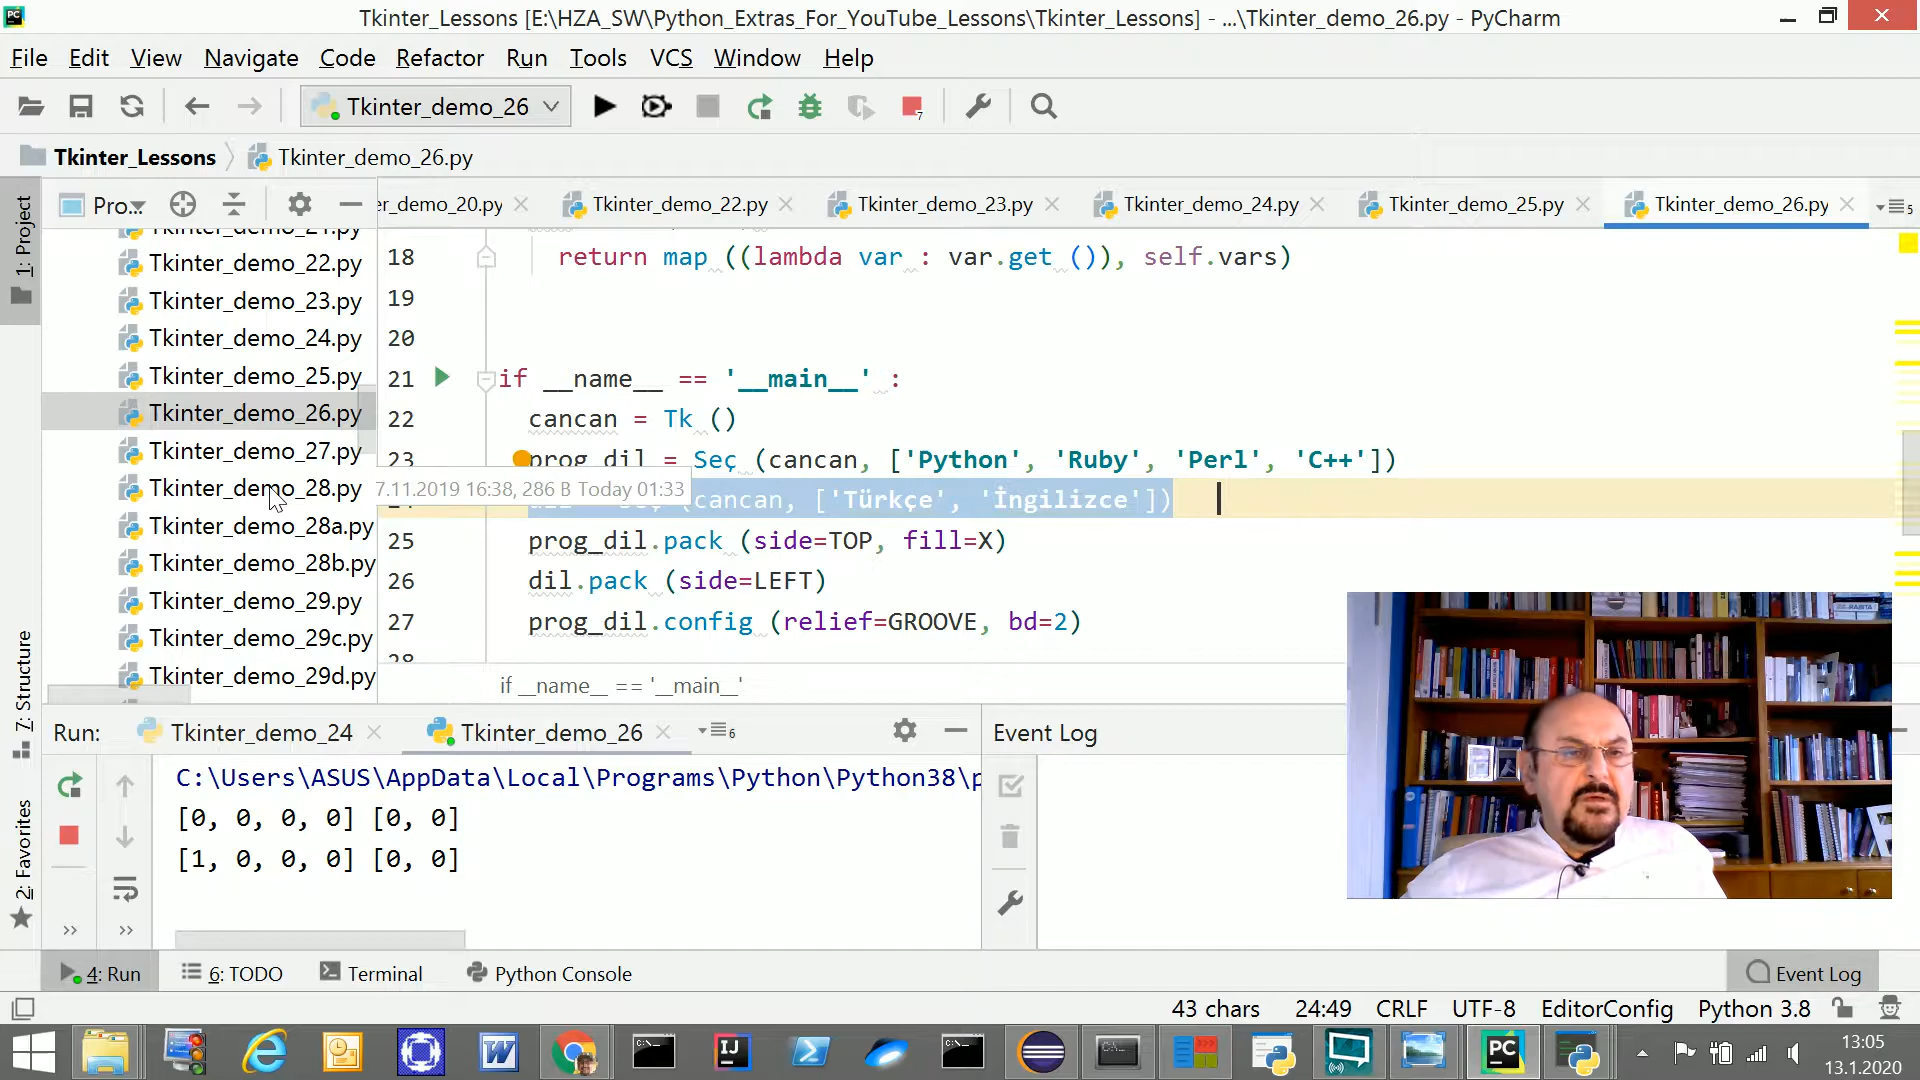 Tkinter_Lessons [E:\HZA_SW\Python_Extras_For_YouTube_Lessons\Tkinter_Lessons] - ...\Tkinter_demo_26.py - PyCharm
File Edit View Navigate Code Refactor Run Tools VCS Window Help
Tkinter_demo_26
7
Tkinter_Lessons Tkinter_demo_26.py
1: Project
Pro...
er_demo_20.py Tkinter_demo_22.py Tkinter_demo_23.py Tkinter_demo_24.py Tkinter_demo_25.py Tkinter_demo_26.py 5
Tkinter_demo_22.py
Tkinter_demo_23.py
Tkinter_demo_24.py
Tkinter_demo_25.py
Tkinter_demo_26.py
Tkinter_demo_27.py
Tkinter_demo_28.py
Tkinter_demo_28a.py
Tkinter_demo_28b.py
Tkinter_demo_29.py
Tkinter_demo_29c.py
Tkinter_demo_29d.py
7.11.2019 16:38, 286 B Today 01:33
18 return map ((lambda var : var.get ()), self.vars)
19
20
21 if __name__ == '__main__' :
22 cancan = Tk ()
23 prog_dil = Seç (cancan, ['Python', 'Ruby', 'Perl', 'C++'])
(cancan, ['Türkçe', 'İngilizce'])
25 prog_dil.pack (side=TOP, fill=X)
26 dil.pack (side=LEFT)
27 prog_dil.config (relief=GROOVE, bd=2)
28
if __name__ == '__main__'
7: Structure
2: Favorites
Run: Tkinter_demo_24 Tkinter_demo_26 6
Event Log
C:\Users\ASUS\AppData\Local\Programs\Python\Python38\p
[0, 0, 0, 0] [0, 0]
[1, 0, 0, 0] [0, 0]
4: Run 6: TODO Terminal Python Console Event Log
43 chars 24:49 CRLF UTF-8 EditorConfig Python 3.8
13:05
13.1.2020